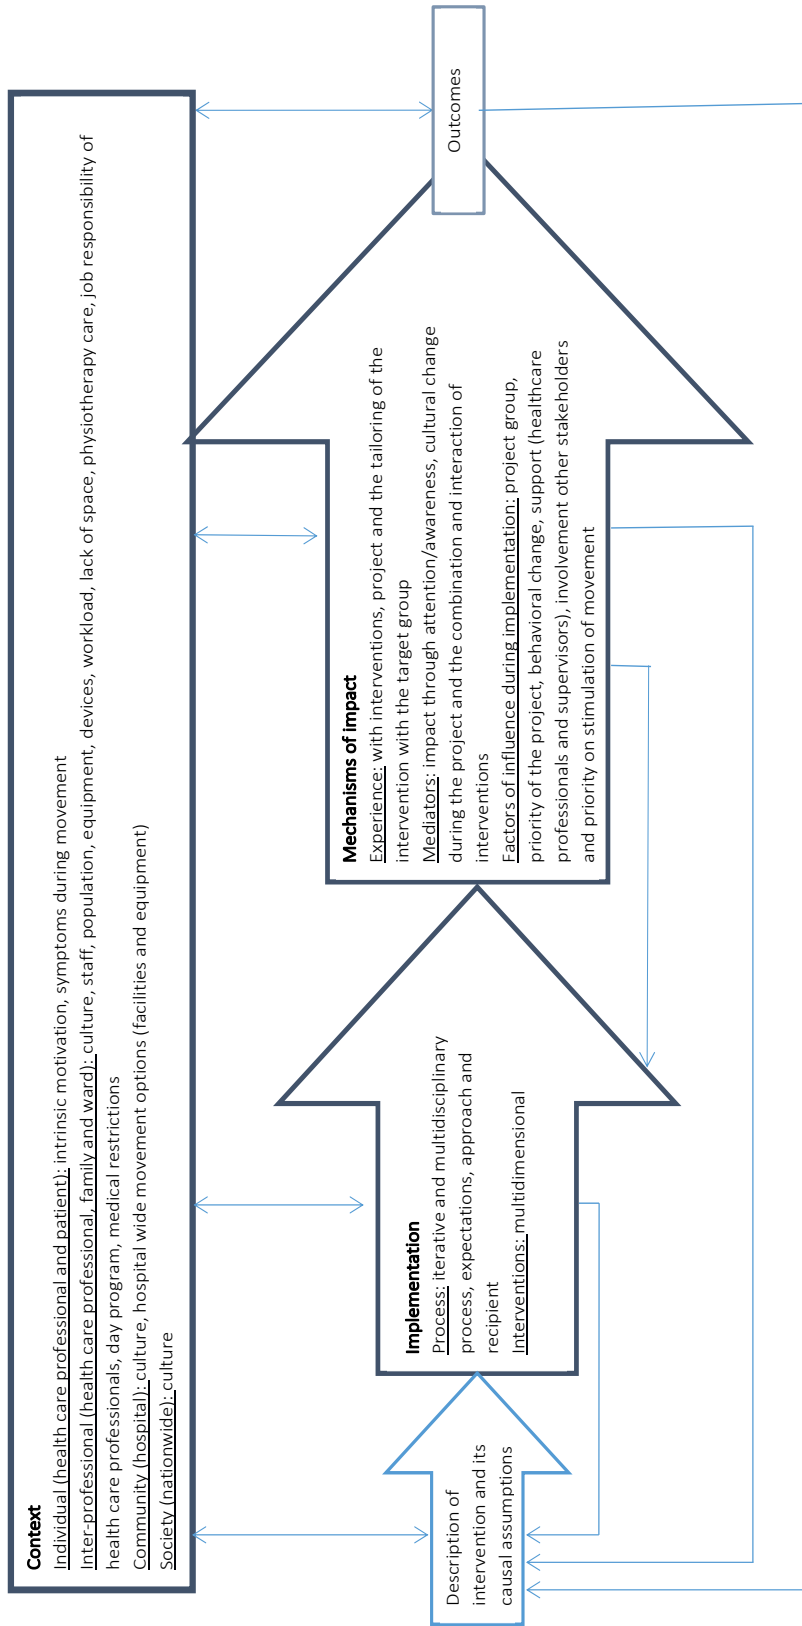 Context
Individual (health care professional and patient): intrinsic motivation, symptoms during movement
Inter-professional (health care professional, family and ward): culture, staff, population, equipment, devices, workload, lack of space, physiotherapy care, job responsibility of
health care professionals, day program, medical restrictions
Community (hospital): culture, hospital wide movement options (facilities and equipment)
Society (nationwide): culture
Description of
intervention and its
causal assumptions
Implementation
Process: iterative and multidisciplinary
process, expectations, approach and
recipient
Interventions: multidimensional
Mechanisms of impact
Experience: with interventions, project and the tailoring of the
intervention with the target group
Mediators: impact through attention/awareness, cultural change
during the project and the combination and interaction of
interventions
Factors of influence during implementation: project group,
priority of the project, behavioral change, support (healthcare
professionals and supervisors), involvement other stakeholders
and priority on stimulation of movement
Outcomes